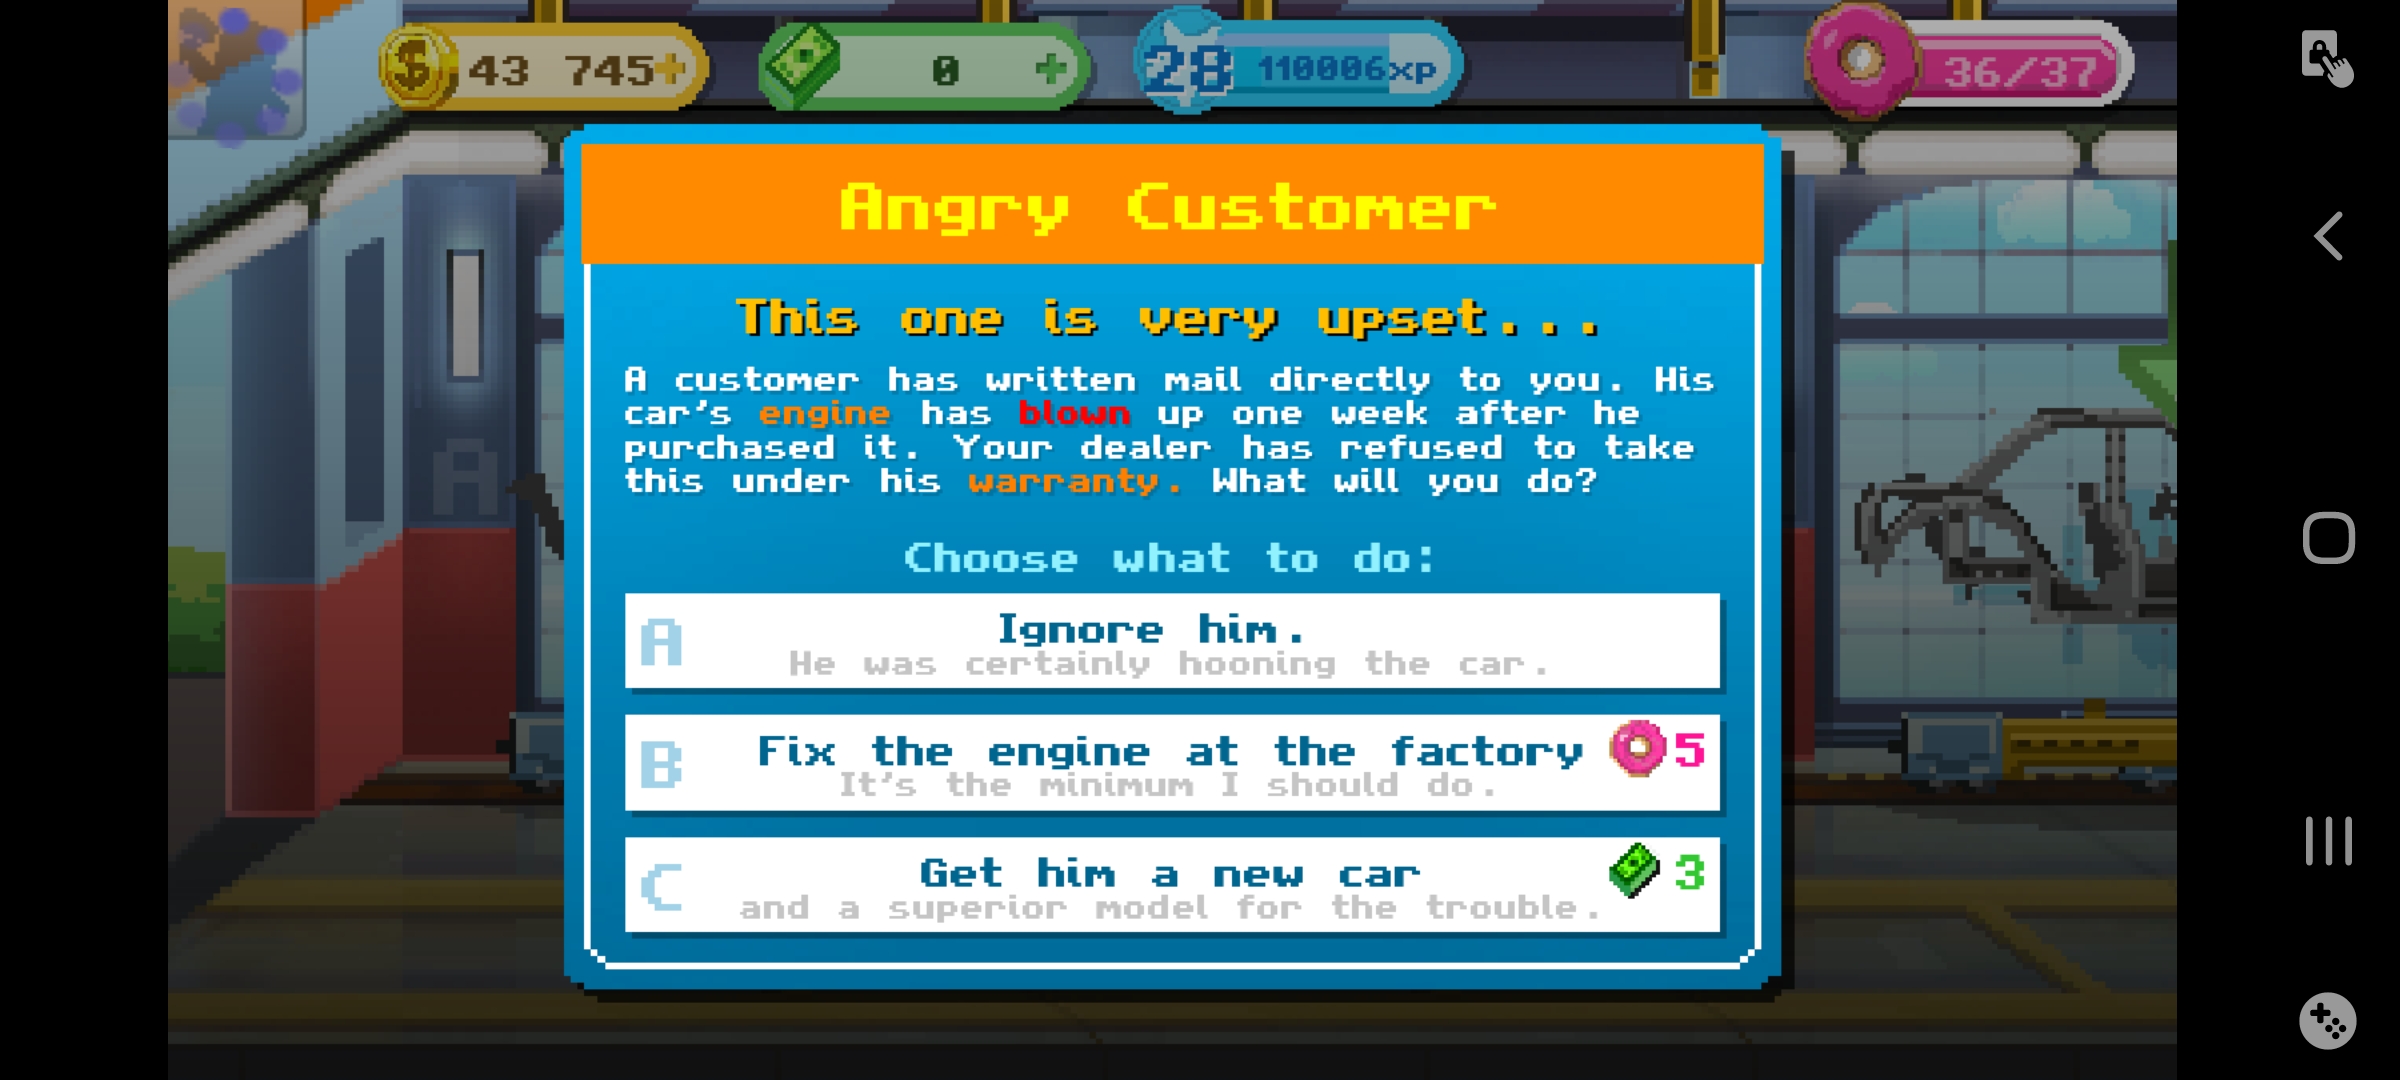 43 745+
0 +
28 110006xp
36/37
Angry Customer
This one is very upset...
A customer has written mail directly to you. His
car's engine has blown up one week after he
purchased it. Your dealer has refused to take
this under his warranty. What will you do?
Choose what to do:
A Ignore him.
He was certainly hooning the car.
B Fix the engine at the factory 5
It's the minimum I should do.
C Get him a new car 3
and a superior model for the trouble.
A